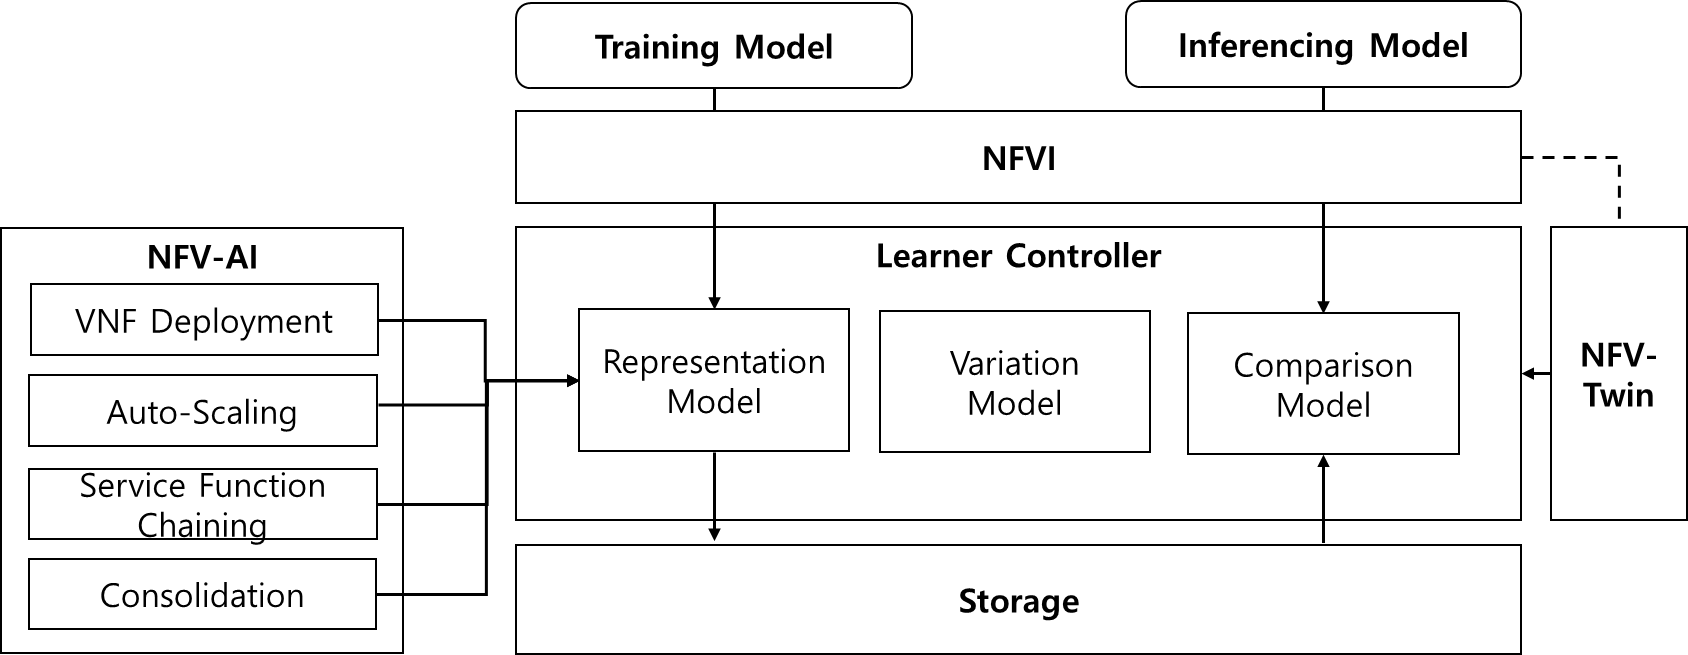 Training Model
Inferencing Model
NFVI
NFV-AI
VNF Deployment
Auto-Scaling
Service Function
Chaining
Consolidation
Learner Controller
Representation
Model
Variation
Model
Comparison
Model
NFV-
Twin
Storage